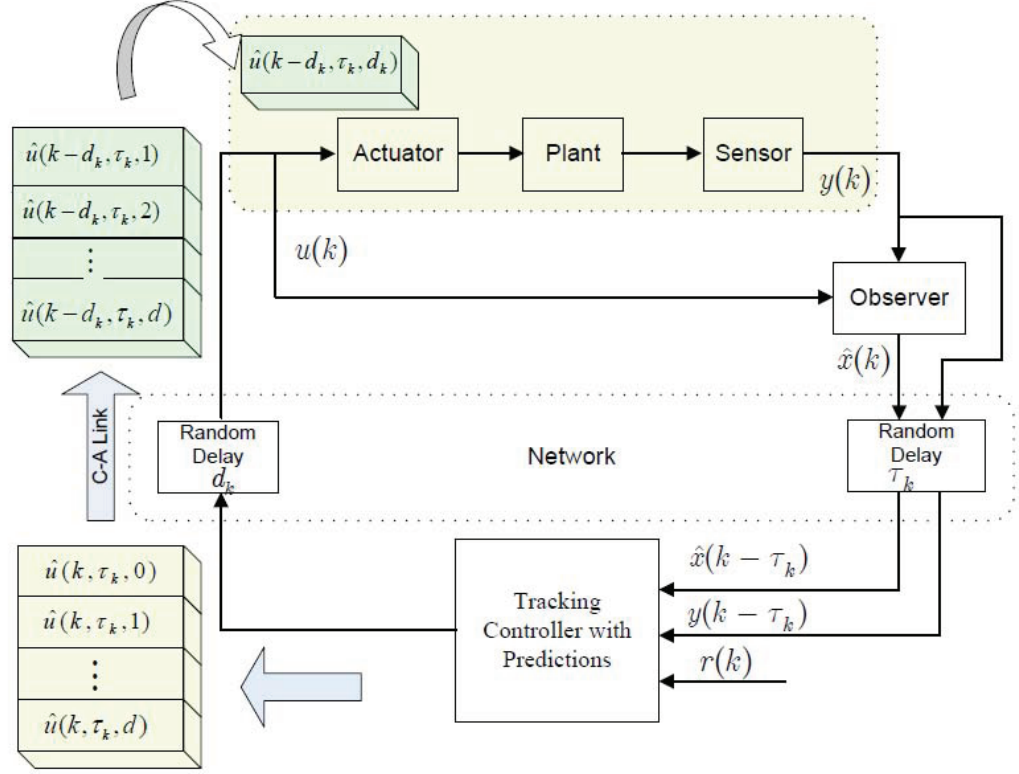 û(k−d_k, τ_k, d_k)
û(k−d_k, τ_k, 1)
û(k−d_k, τ_k, 2)
⋮
û(k−d_k, τ_k, d)
Actuator
Plant
Sensor
y(k)
u(k)
Observer
x̂(k)
C-A Link
Random
Delay
d_k
Network
Random
Delay
τ_k
û(k, τ_k, 0)
û(k, τ_k, 1)
⋮
û(k, τ_k, d)
Tracking
Controller with
Predictions
x̂(k − τ_k)
y(k − τ_k)
r(k)